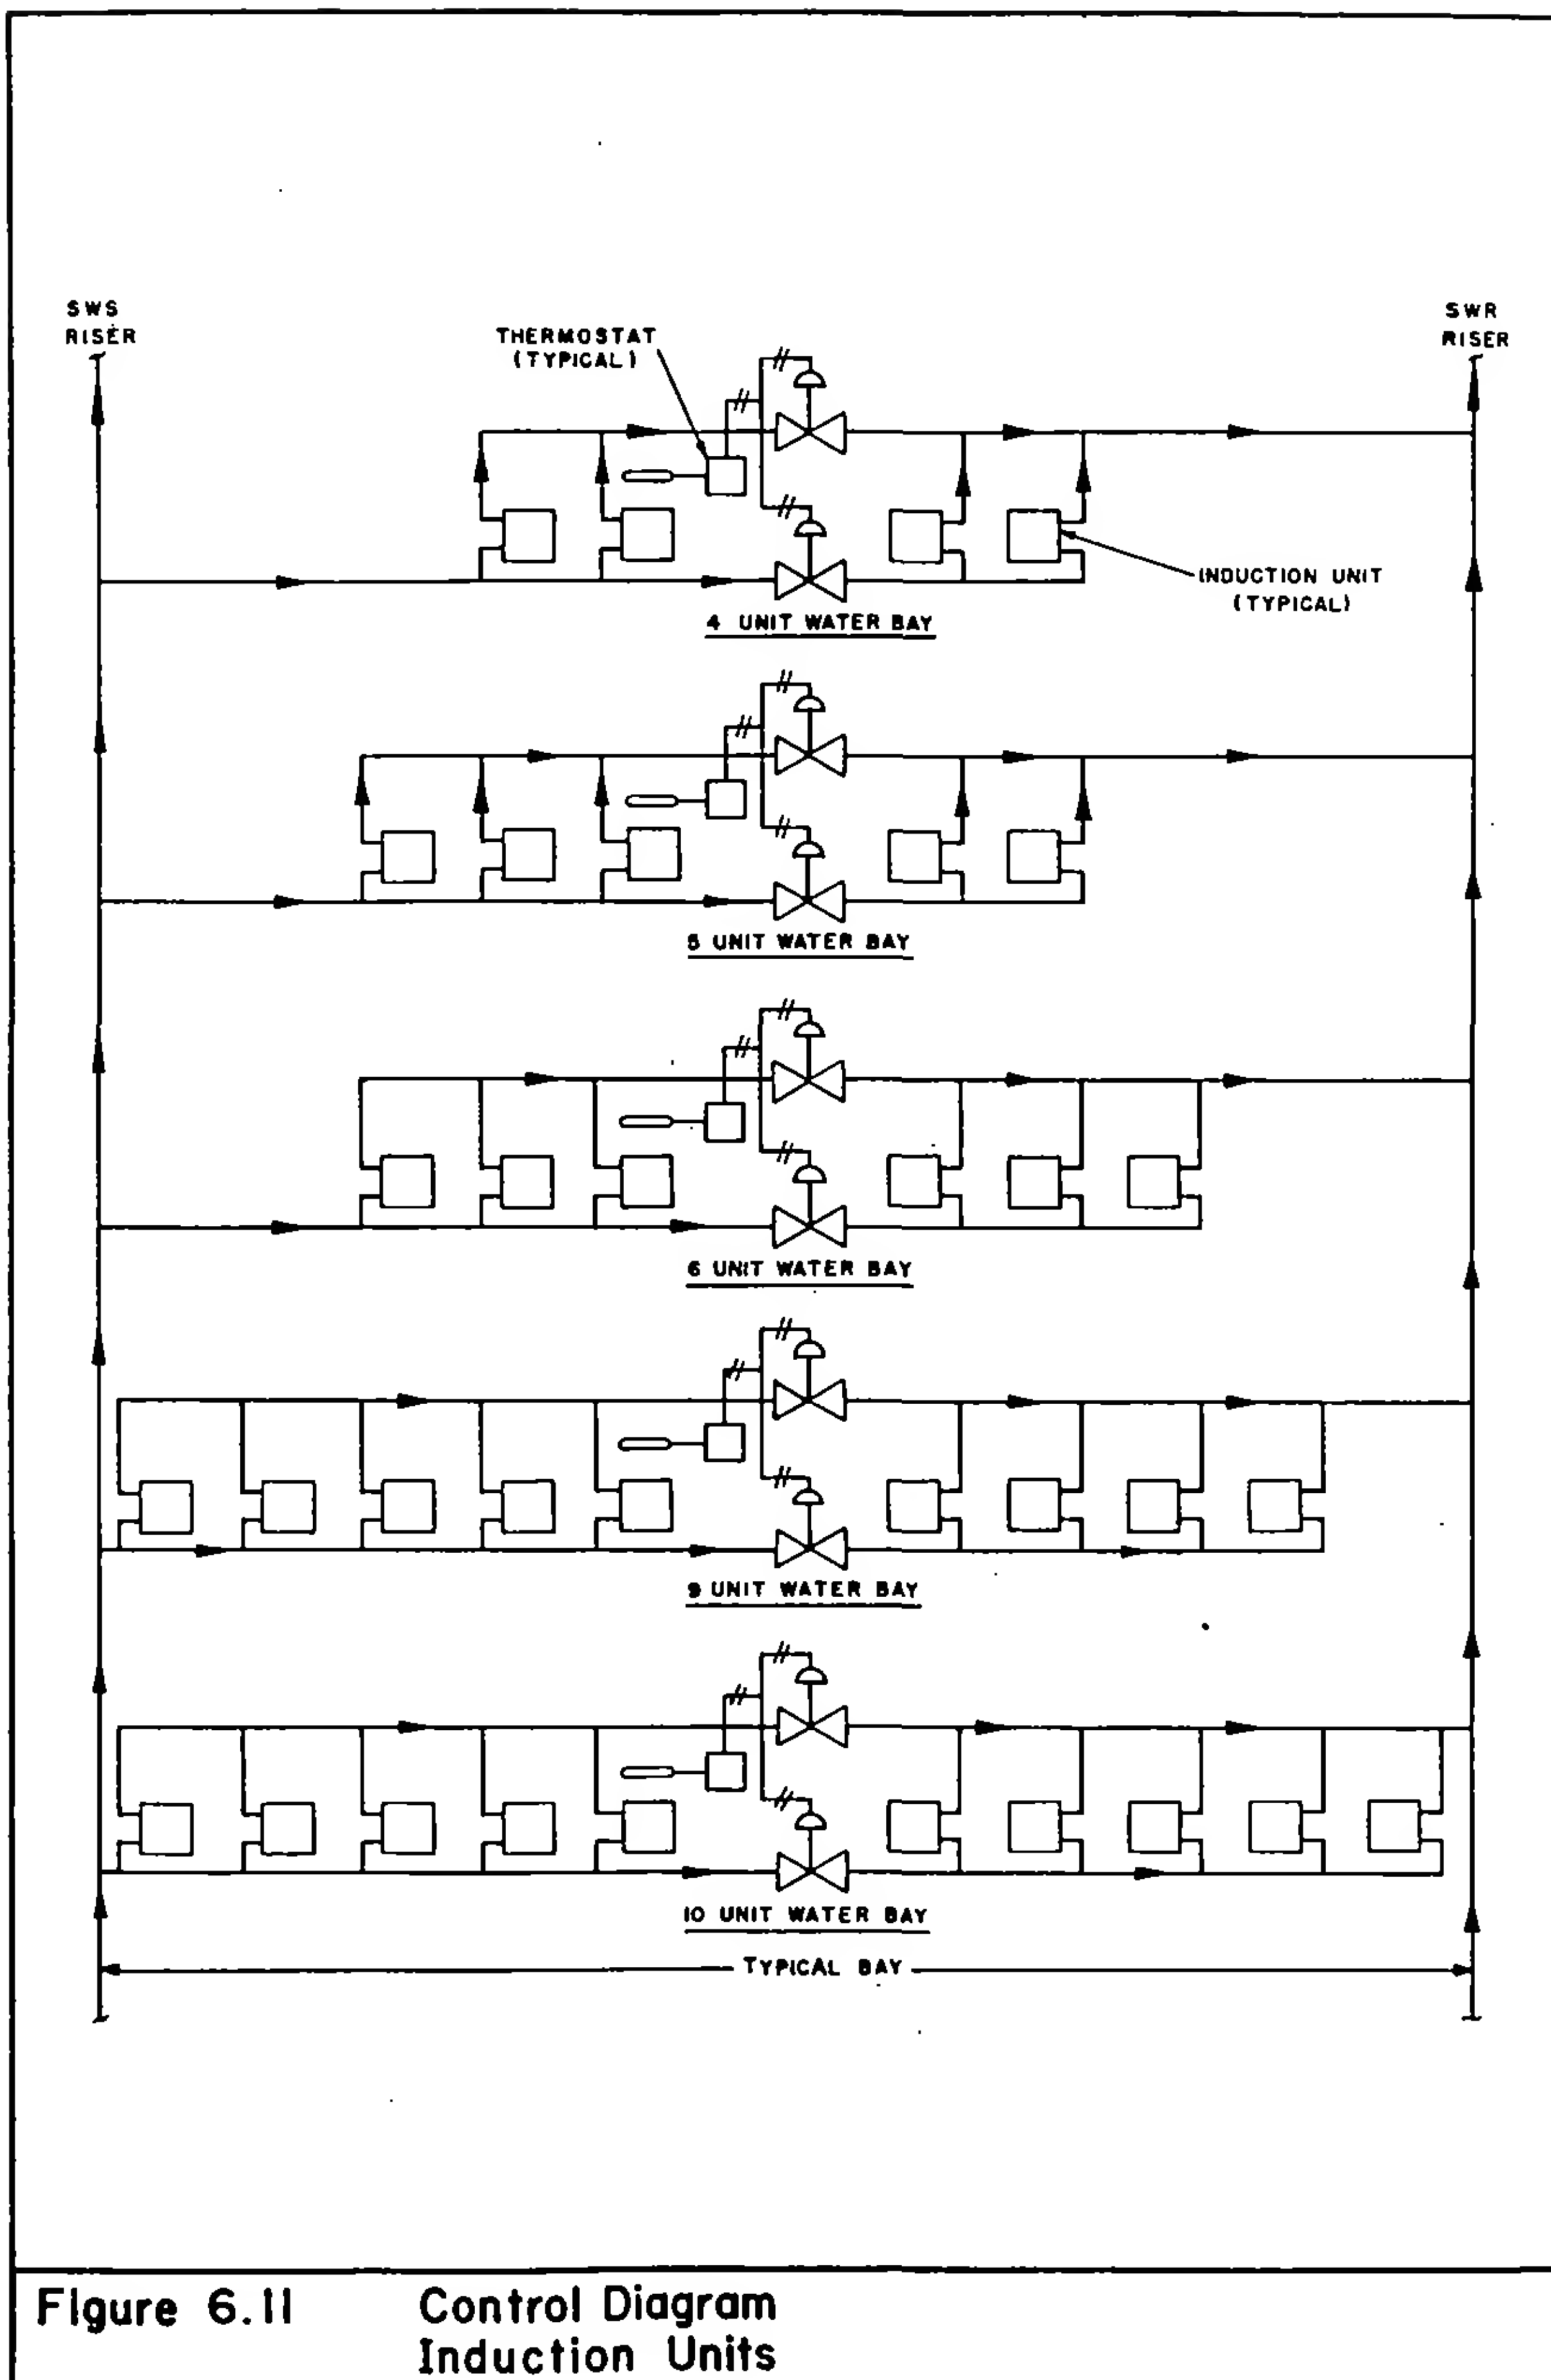 SWS
RISER
SWR
RISER
THERMOSTAT
(TYPICAL)
INDUCTION UNIT
(TYPICAL)
4 UNIT WATER BAY
5 UNIT WATER BAY
6 UNIT WATER BAY
9 UNIT WATER BAY
10 UNIT WATER BAY
TYPICAL BAY
Figure 6.11
Control Diagram
Induction Units